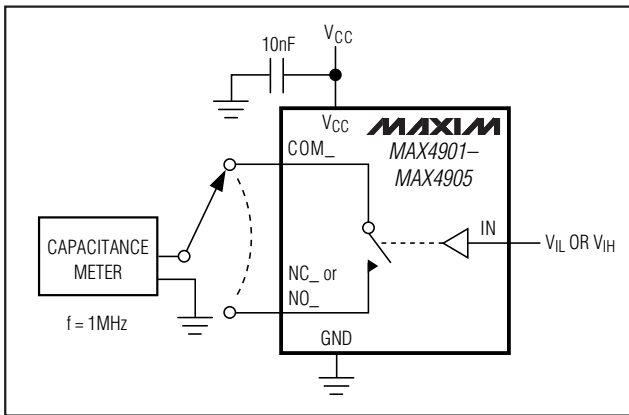 10nF
VCC
VCC
MAXIM
MAX4901–
MAX4905
COM_
IN
VIL OR VIH
CAPACITANCE
METER
NC_ or
NO_
f = 1MHz
GND